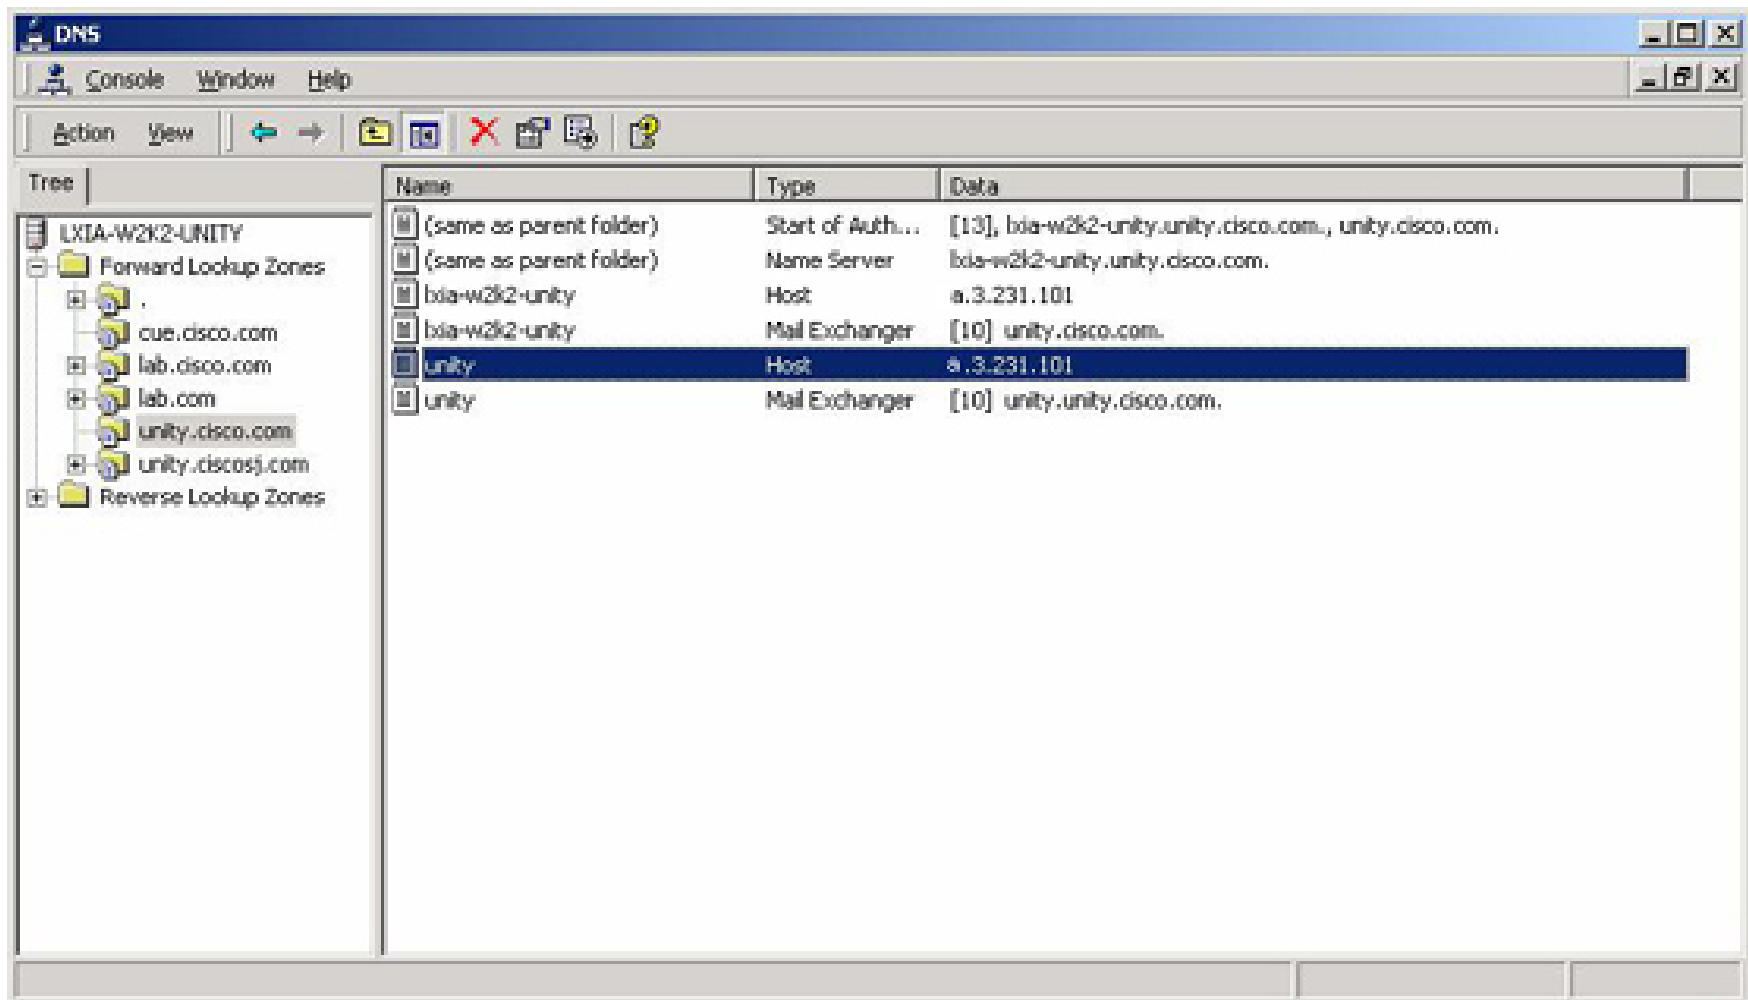 DNS
Console Window Help
Action View
Tree
Name Type Data
LXIA-W2K2-UNITY
Forward Lookup Zones
.
cue.cisco.com
lab.cisco.com
lab.com
unity.cisco.com
unity.ciscosj.com
Reverse Lookup Zones
(same as parent folder) Start of Auth... [13], lxia-w2k2-unity.unity.cisco.com., unity.cisco.com.
(same as parent folder) Name Server lxia-w2k2-unity.unity.cisco.com.
lxia-w2k2-unity Host a.3.231.101
lxia-w2k2-unity Mail Exchanger [10] unity.cisco.com.
unity Host a.3.231.101
unity Mail Exchanger [10] unity.unity.cisco.com.